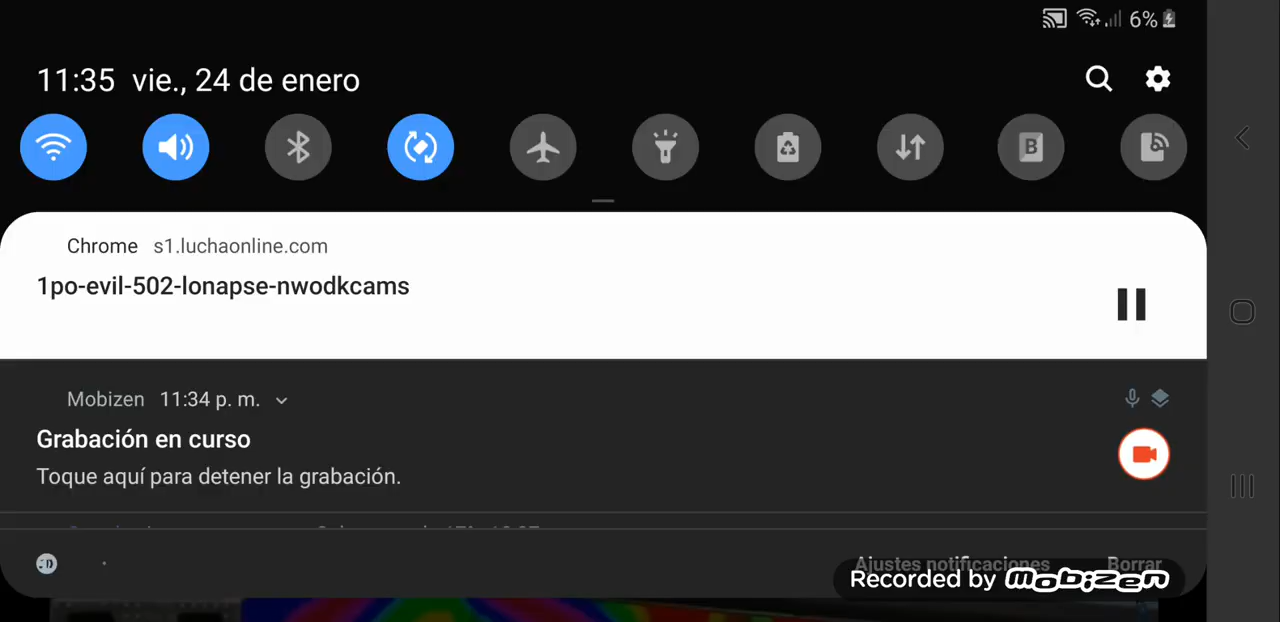 6%
11:35 vie., 24 de enero
B
Chrome s1.luchaonline.com
1po-evil-502-lonapse-nwodkcams
Mobizen 11:34 p. m.
Grabación en curso
Toque aquí para detener la grabación.
Ajustes notificaciones Borrar
Recorded by mobizen